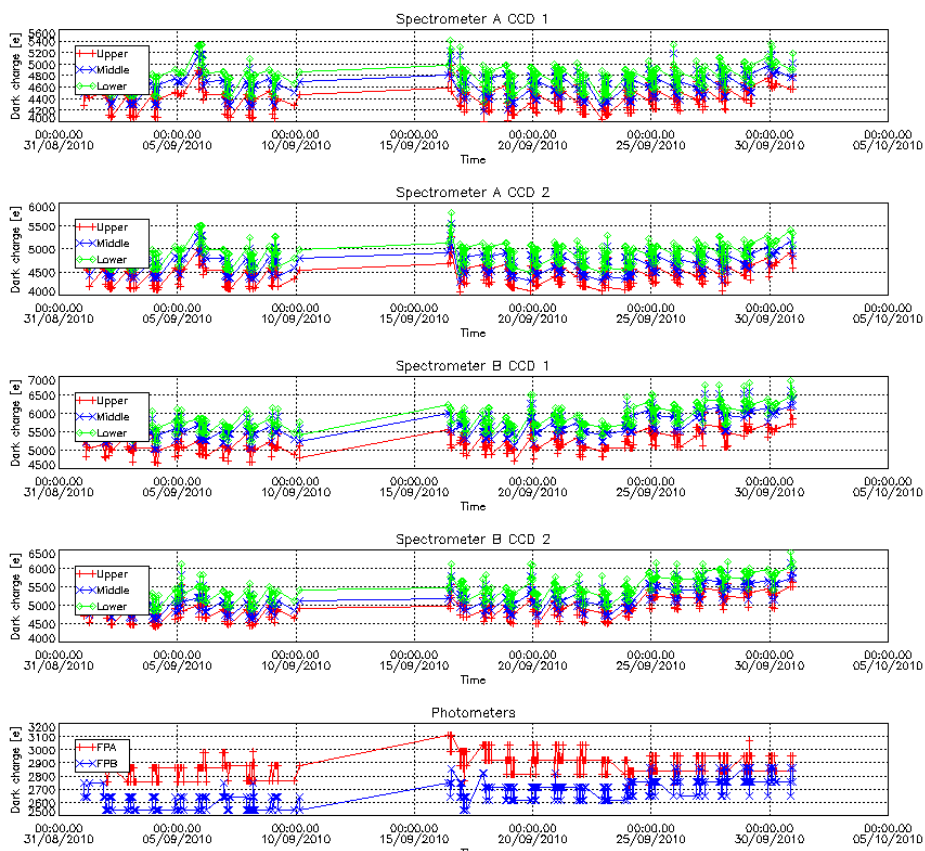 Spectrometer A CCD 1
Dark charge [e]
5600
5400
5200
5000
4800
4600
4400
4200
4000
Upper
Middle
Lower
00:00.00 00:00.00 00:00.00 00:00.00 00:00.00 00:00.00 00:00.00 00:00.00
31/08/2010 05/09/2010 10/09/2010 15/09/2010 20/09/2010 25/09/2010 30/09/2010 05/10/2010
Time
Spectrometer A CCD 2
Dark charge [e]
6000
5500
5000
4500
4000
Upper
Middle
Lower
00:00.00 00:00.00 00:00.00 00:00.00 00:00.00 00:00.00 00:00.00 00:00.00
31/08/2010 05/09/2010 10/09/2010 15/09/2010 20/09/2010 25/09/2010 30/09/2010 05/10/2010
Time
Spectrometer B CCD 1
Dark charge [e]
7000
6500
6000
5500
5000
4500
Upper
Middle
Lower
00:00.00 00:00.00 00:00.00 00:00.00 00:00.00 00:00.00 00:00.00 00:00.00
31/08/2010 05/09/2010 10/09/2010 15/09/2010 20/09/2010 25/09/2010 30/09/2010 05/10/2010
Time
Spectrometer B CCD 2
Dark charge [e]
6500
6000
5500
5000
4500
4000
Upper
Middle
Lower
00:00.00 00:00.00 00:00.00 00:00.00 00:00.00 00:00.00 00:00.00 00:00.00
31/08/2010 05/09/2010 10/09/2010 15/09/2010 20/09/2010 25/09/2010 30/09/2010 05/10/2010
Time
Photometers
Dark charge [e]
3200
3100
3000
2900
2800
2700
2600
2500
FPA
FPB
00:00.00 00:00.00 00:00.00 00:00.00 00:00.00 00:00.00 00:00.00 00:00.00
31/08/2010 05/09/2010 10/09/2010 15/09/2010 20/09/2010 25/09/2010 30/09/2010 05/10/2010
Time